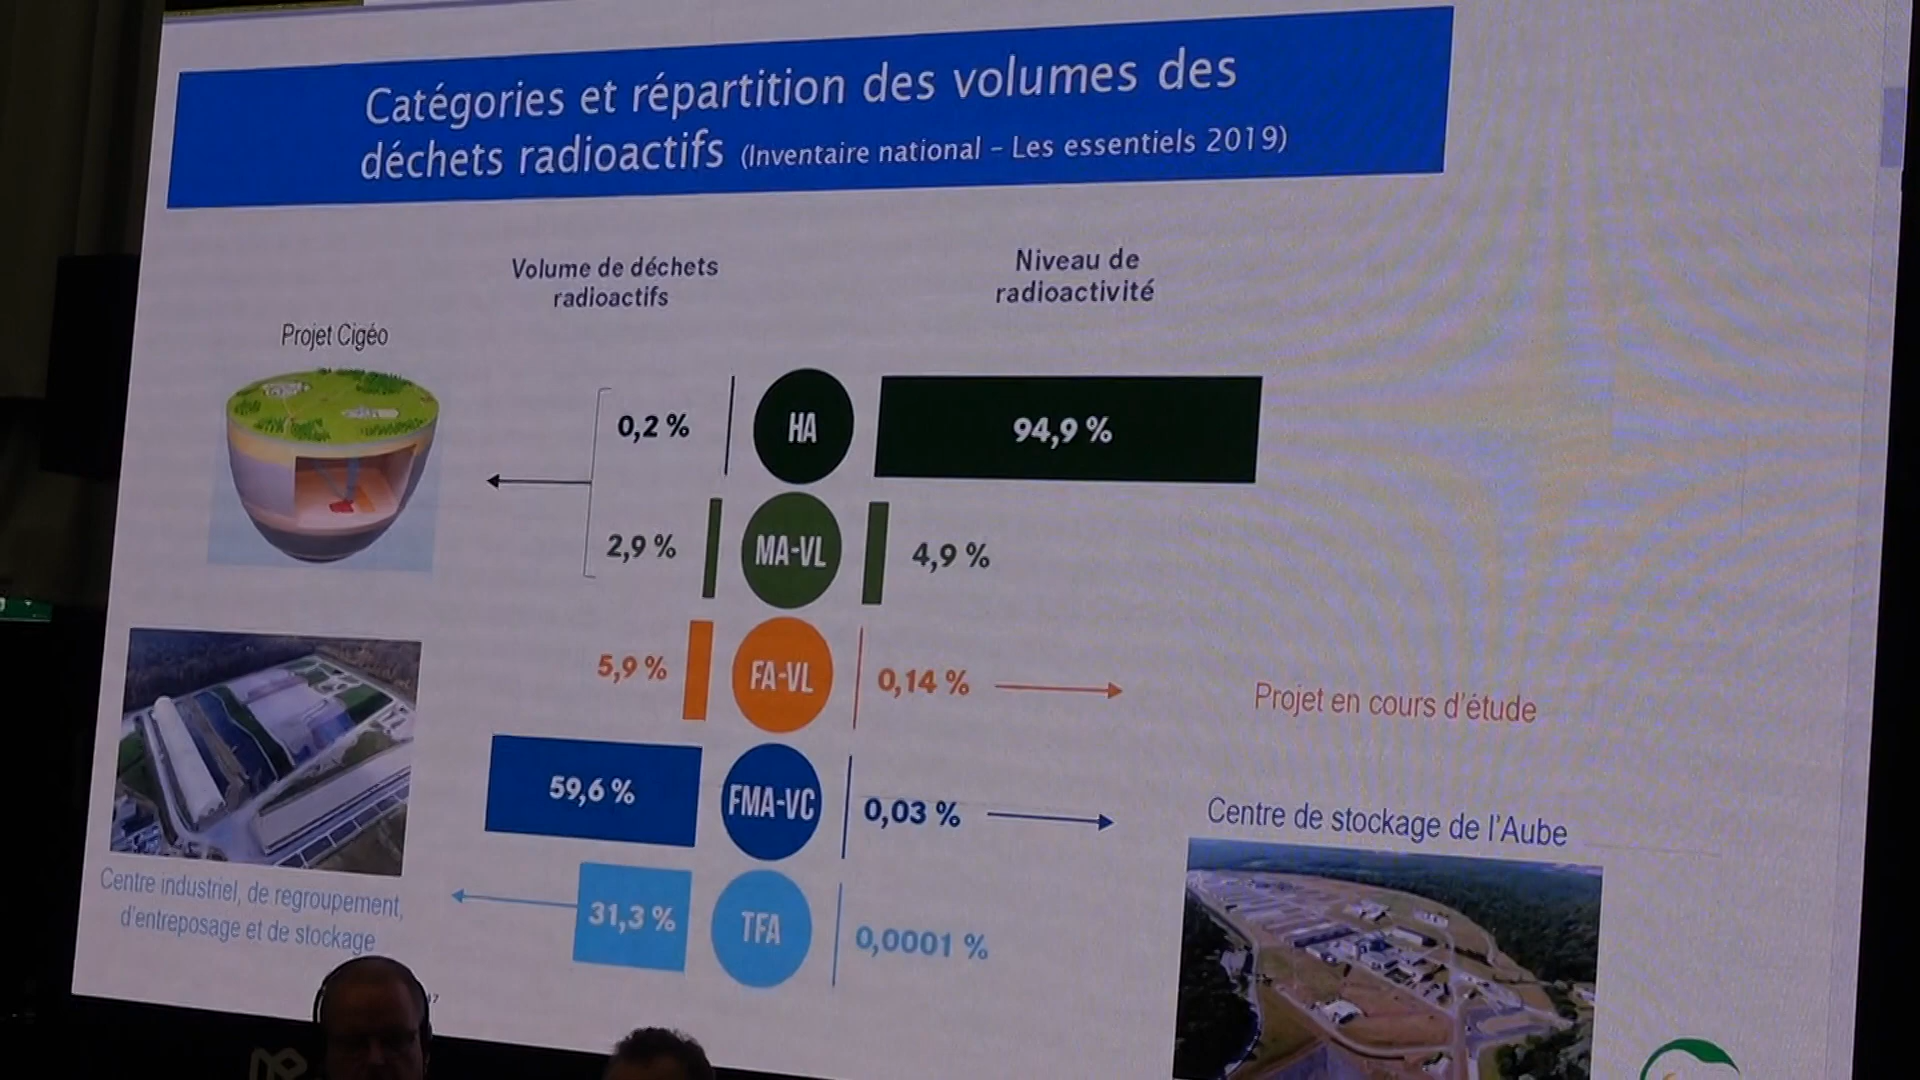 Catégories et répartition des volumes des
déchets radioactifs (Inventaire national – Les essentiels 2019)
Volume de déchets
radioactifs
Niveau de
radioactivité
Projet Cigéo
0,2 %
HA
94,9 %
2,9 %
MA-VL
4,9 %
5,9 %
FA-VL
0,14 %
Projet en cours d'étude
59,6 %
FMA-VC
0,03 %
Centre de stockage de l'Aube
31,3 %
TFA
0,0001 %
Centre industriel, de regroupement,
d'entreposage et de stockage